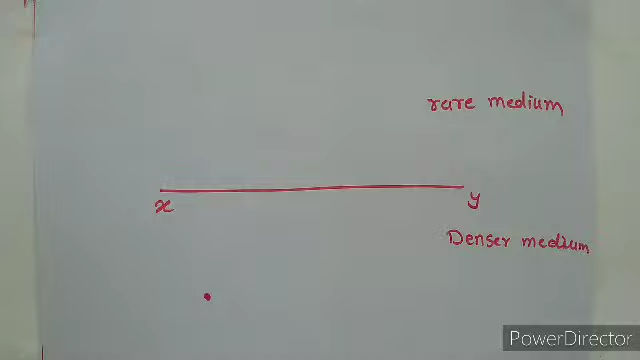 rare medium
x
y
Denser medium
PowerDirector